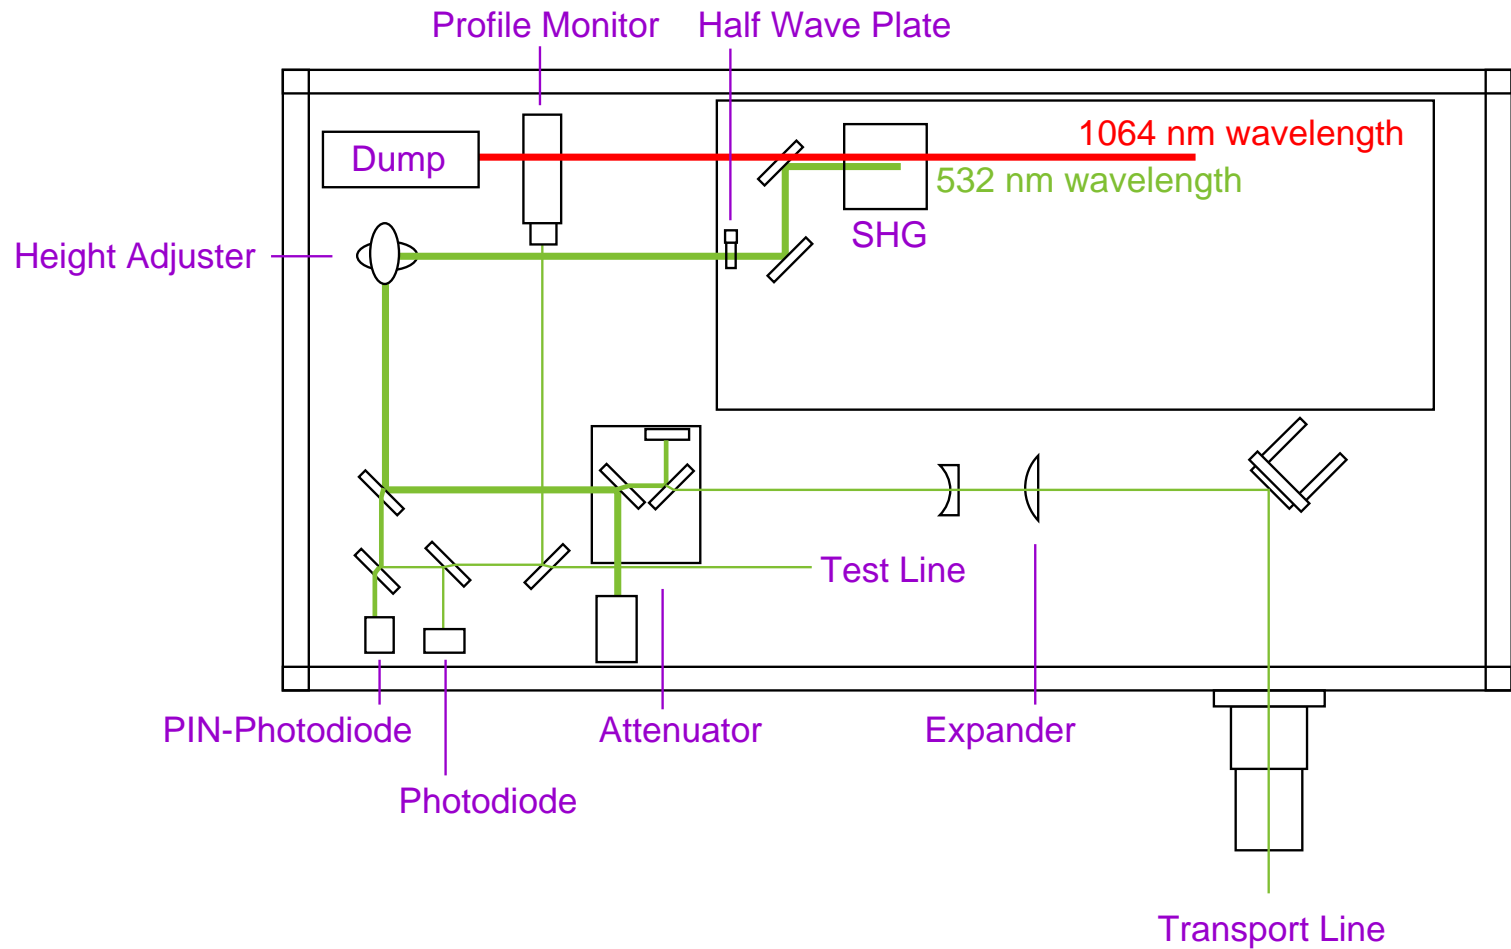 Profile Monitor
Half Wave Plate
1064 nm wavelength
Dump
532 nm wavelength
SHG
Height Adjuster
Test Line
PIN-Photodiode
Attenuator
Expander
Photodiode
Transport Line